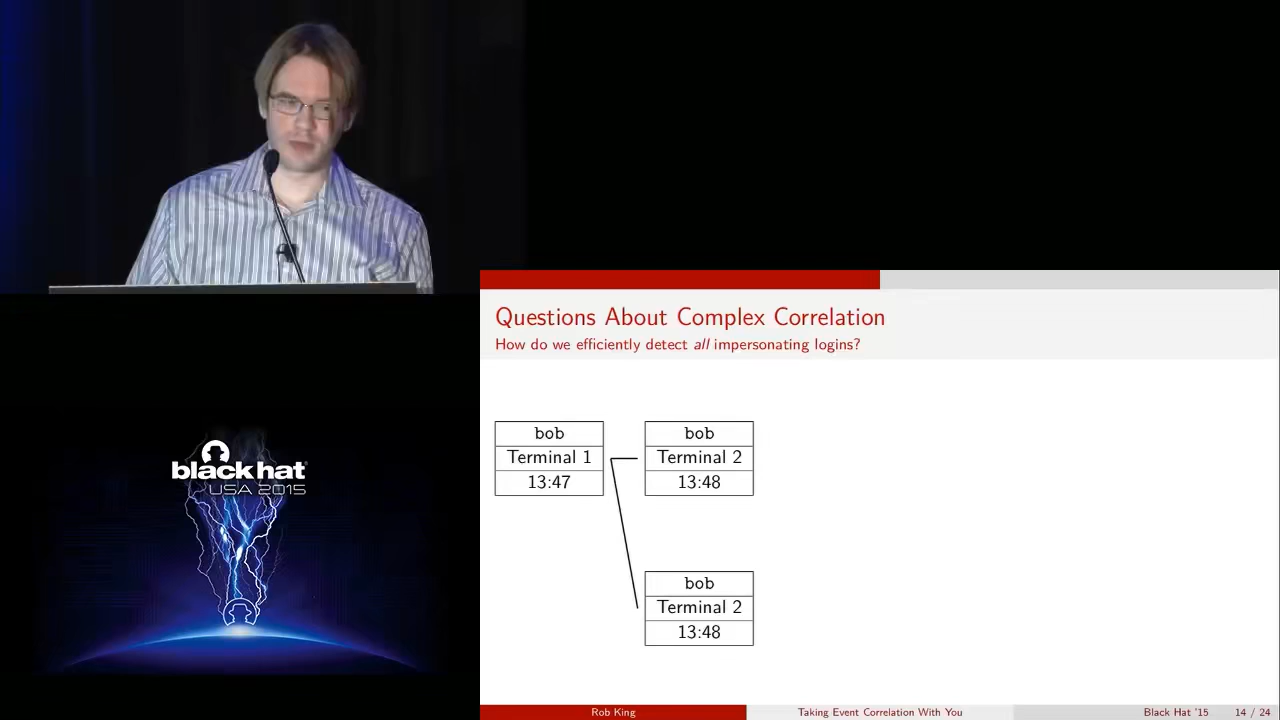 Questions About Complex Correlation
How do we efficiently detect all impersonating logins?
bob
Terminal 1
13:47
bob
Terminal 2
13:48
bob
Terminal 2
13:48
black hat
USA 2015
Rob King
Taking Event Correlation With You
Black Hat '15
14 / 24